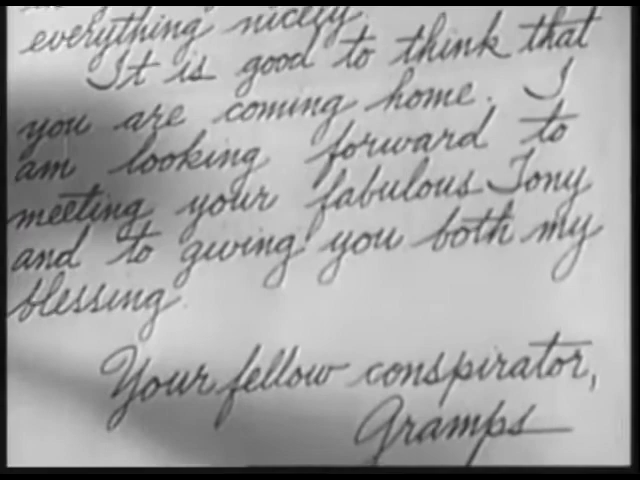 everything nicely.
It is good to think that
you are coming home. I
am looking forward to
meeting your fabulous Tony
and to giving you both my
blessing.
Your fellow conspirator,
Gramps